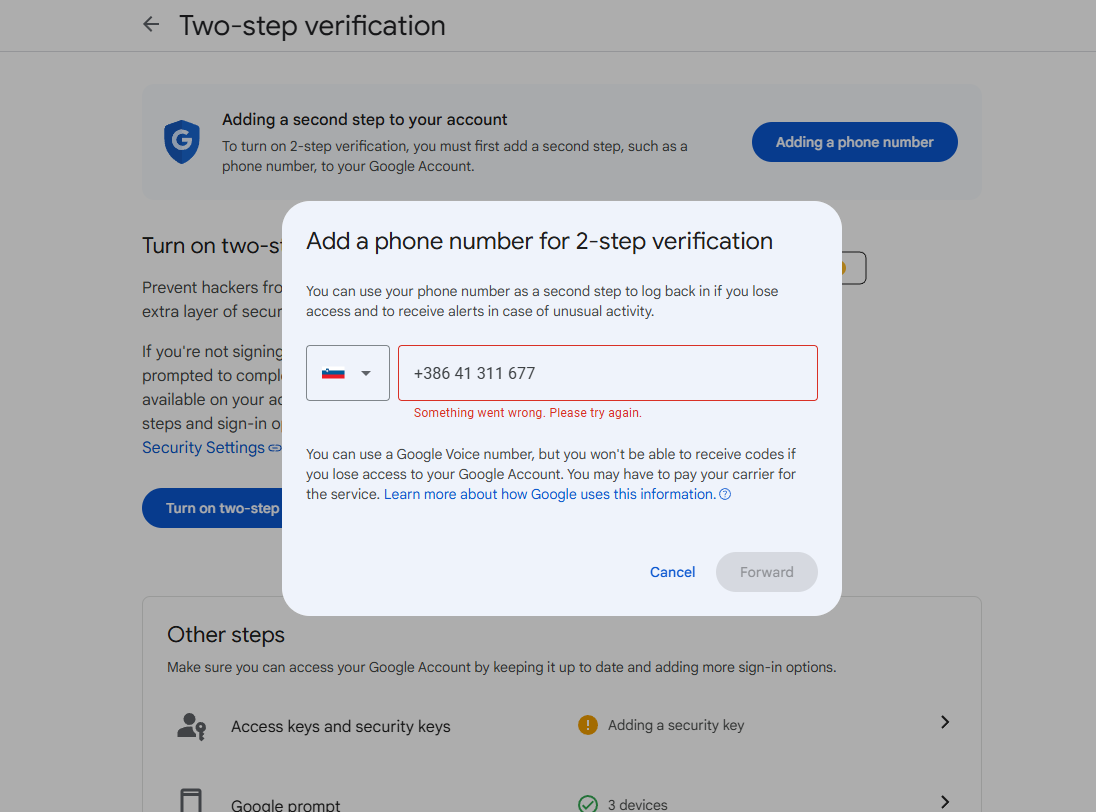 Two-step verification
Adding a second step to your account
To turn on 2-step verification, you must first add a second step, such as a
phone number, to your Google Account.
Adding a phone number
Turn on two-st
Prevent hackers fro
extra layer of secur
If you're not signing
prompted to compl
available on your ac
steps and sign-in o
Security Settings
Turn on two-step
Add a phone number for 2-step verification
You can use your phone number as a second step to log back in if you lose
access and to receive alerts in case of unusual activity.
+386 41 311 677
Something went wrong. Please try again.
You can use a Google Voice number, but you won't be able to receive codes if
you lose access to your Google Account. You may have to pay your carrier for
the service. Learn more about how Google uses this information.
Cancel
Forward
Other steps
Make sure you can access your Google Account by keeping it up to date and adding more sign-in options.
Access keys and security keys
Adding a security key
Google prompt
3 devices